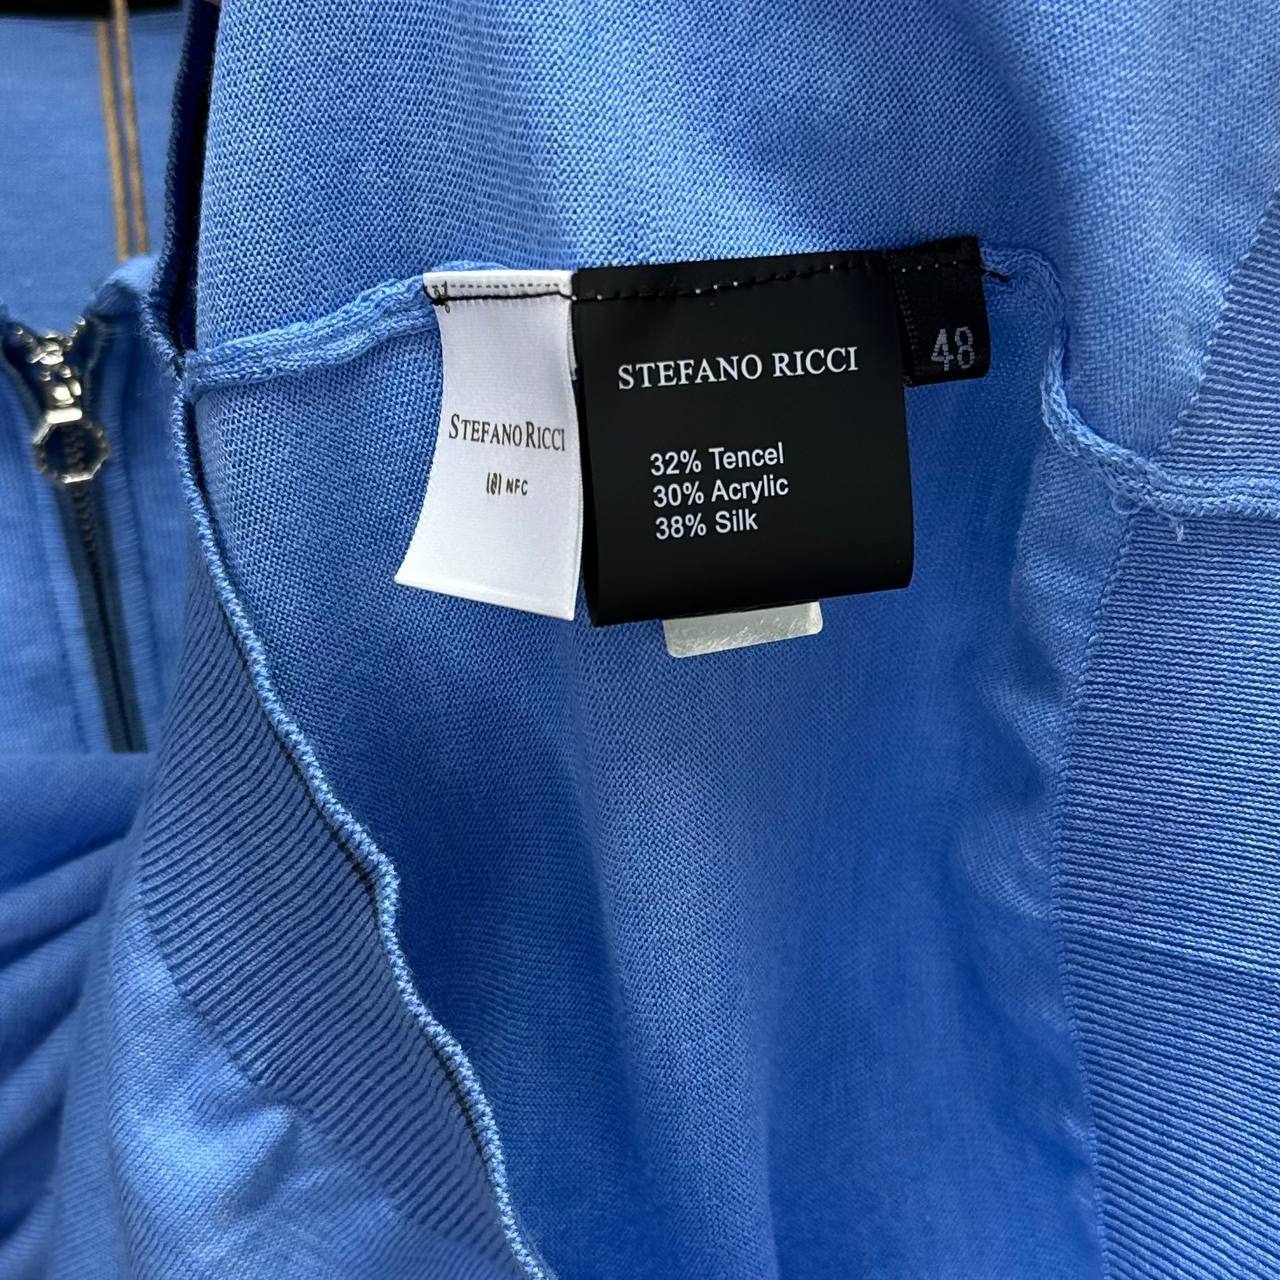 STEFANO RICCI
NFC
STEFANO RICCI
32% Tencel
30% Acrylic
38% Silk
48